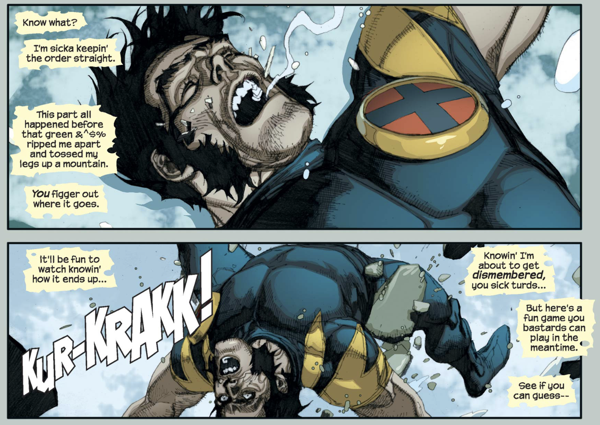 Know what?
I'm sicka keepin'
the order straight.
This part all
happened before
that green &^$%
ripped me apart
and tossed my
legs up a mountain.
You figger out
where it goes.
It'll be fun to
watch knowin'
how it ends up...
KUR-KRAKK!
Knowin' I'm
about to get
dismembered,
you sick turds...
But here's a
fun game you
bastards can
play in the
meantime.
See if you
can guess--